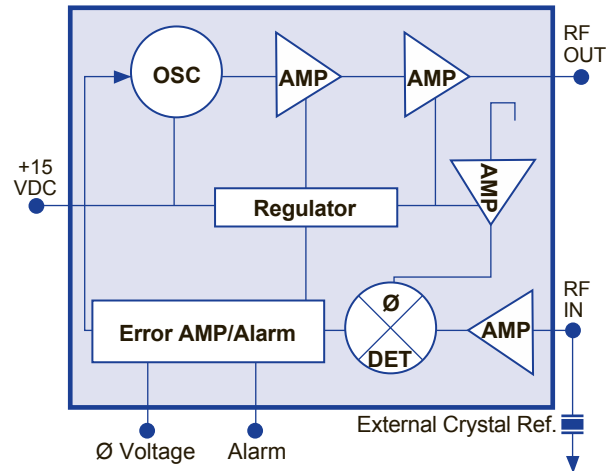 RF
OUT
OSC
AMP
AMP
AMP
+15
VDC
Regulator
RF
IN
Ø
DET
AMP
Error AMP/Alarm
External Crystal Ref.
Ø Voltage
Alarm